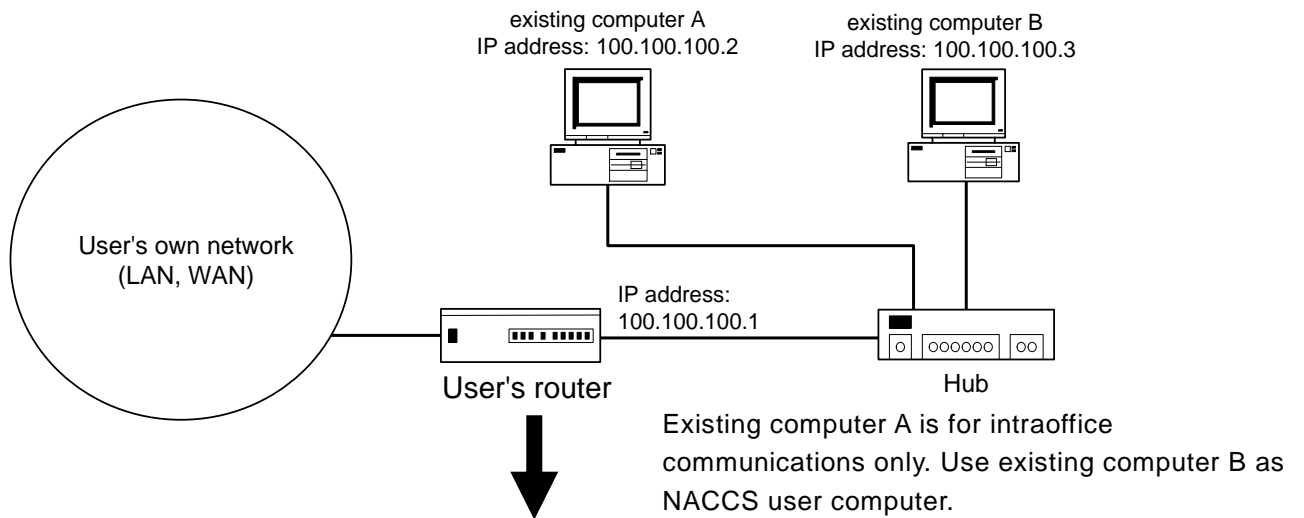 existing computer A
IP address: 100.100.100.2
existing computer B
IP address: 100.100.100.3
User's own network
(LAN, WAN)
IP address:
100.100.100.1
User's router
Hub
Existing computer A is for intraoffice
communications only. Use existing computer B as
NACCS user computer.